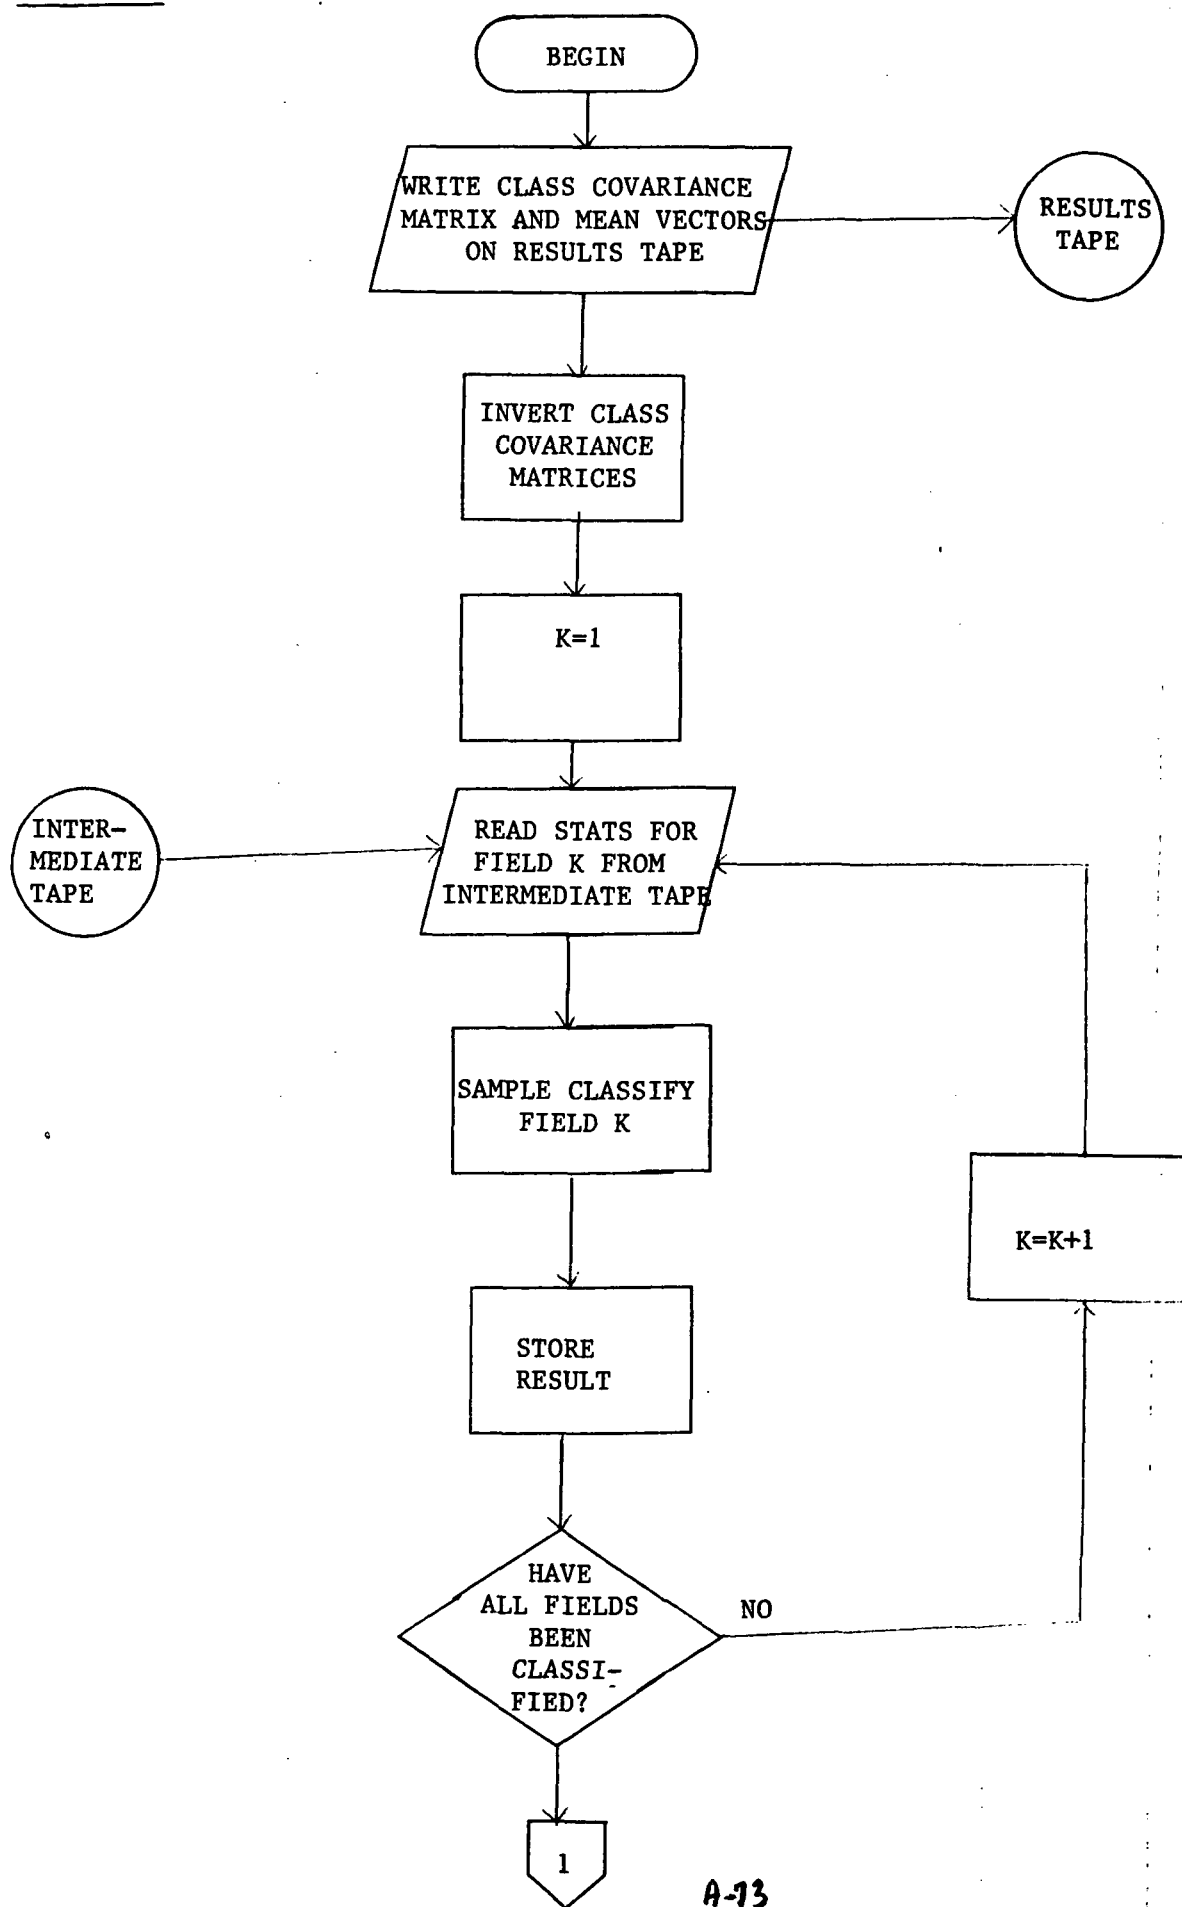 BEGIN
WRITE CLASS COVARIANCE
MATRIX AND MEAN VECTORS
ON RESULTS TAPE
RESULTS
TAPE
INVERT CLASS
COVARIANCE
MATRICES
K=1
INTER-
MEDIATE
TAPE
READ STATS FOR
FIELD K FROM
INTERMEDIATE TAPE
SAMPLE CLASSIFY
FIELD K
K=K+1
STORE
RESULT
HAVE
ALL FIELDS
BEEN
CLASSI-
FIED?
NO
1
A-73